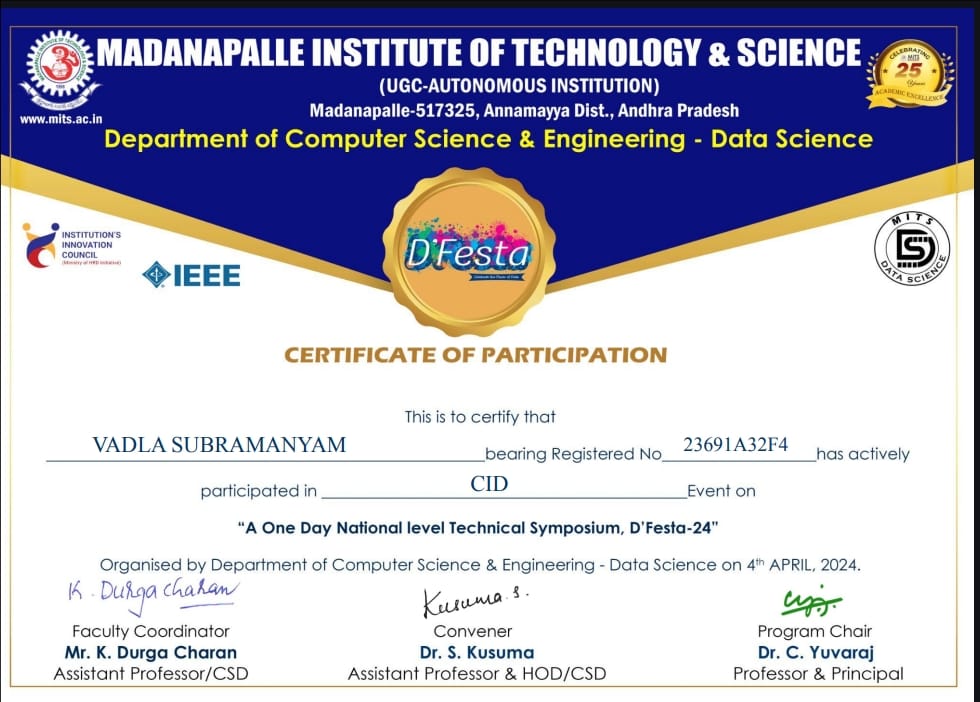 MADANAPALLE INSTITUTE OF TECHNOLOGY & SCIENCE
(UGC-AUTONOMOUS INSTITUTION)
Madanapalle-517325, Annamayya Dist., Andhra Pradesh
www.mits.ac.in
CELEBRATING
MITS
25
Years
ACADEMIC EXCELLENCE
Department of Computer Science & Engineering - Data Science
INSTITUTION'S
INNOVATION
COUNCIL
(Ministry of HRD Initiative)
IEEE
D'Festa
MITS
DS
DATA SCIENCE
CERTIFICATE OF PARTICIPATION
This is to certify that
VADLA SUBRAMANYAM bearing Registered No 23691A32F4 has actively
participated in CID Event on
“A One Day National level Technical Symposium, D’Festa-24”
Organised by Department of Computer Science & Engineering - Data Science on 4th APRIL, 2024.
K. Durga charan
Kusuma.s.
Faculty Coordinator
Convener
Program Chair
Mr. K. Durga Charan
Dr. S. Kusuma
Dr. C. Yuvaraj
Assistant Professor/CSD
Assistant Professor & HOD/CSD
Professor & Principal